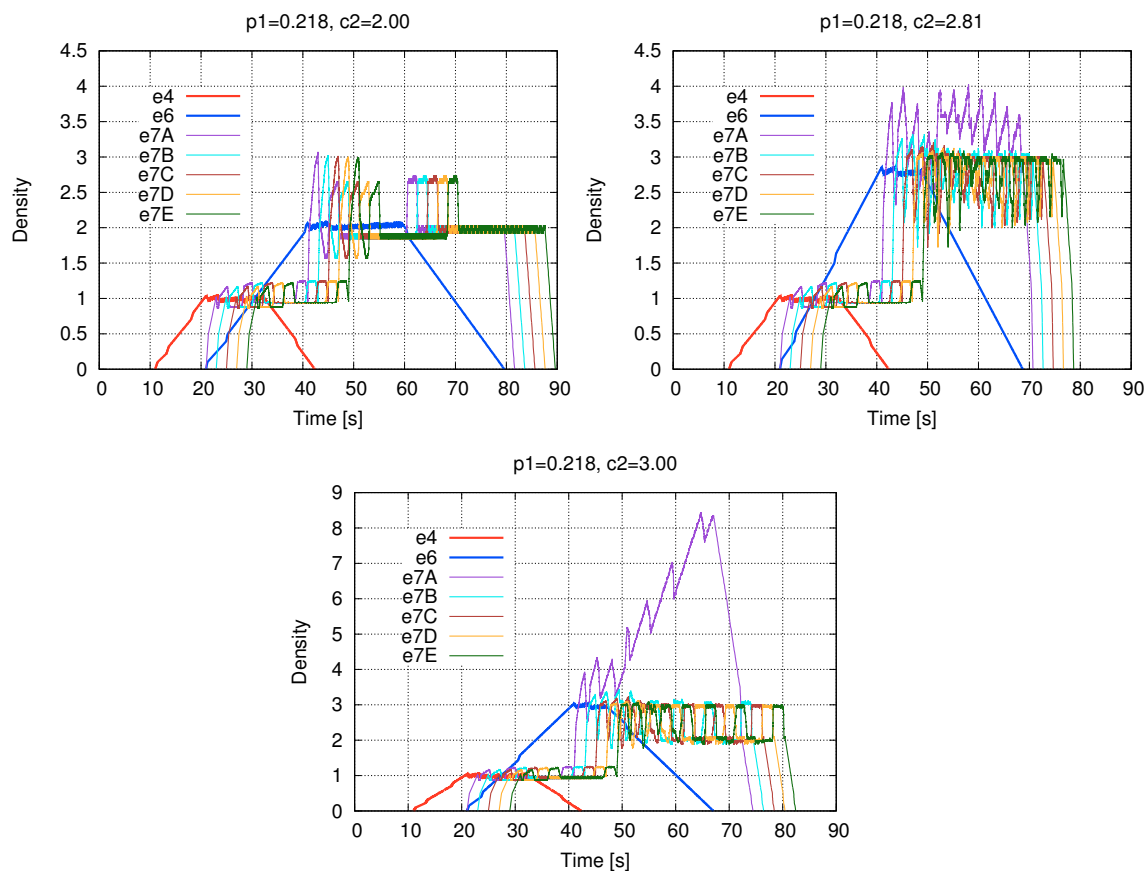 p1=0.218, c2=2.00
4.5
4
3.5
3
2.5
2
1.5
1
0.5
0
Density
e4
e6
e7A
e7B
e7C
e7D
e7E
0 10 20 30 40 50 60 70 80 90
Time [s]
p1=0.218, c2=2.81
4.5
4
3.5
3
2.5
2
1.5
1
0.5
0
Density
e4
e6
e7A
e7B
e7C
e7D
e7E
0 10 20 30 40 50 60 70 80 90
Time [s]
p1=0.218, c2=3.00
9
8
7
6
5
4
3
2
1
0
Density
e4
e6
e7A
e7B
e7C
e7D
e7E
0 10 20 30 40 50 60 70 80 90
Time [s]